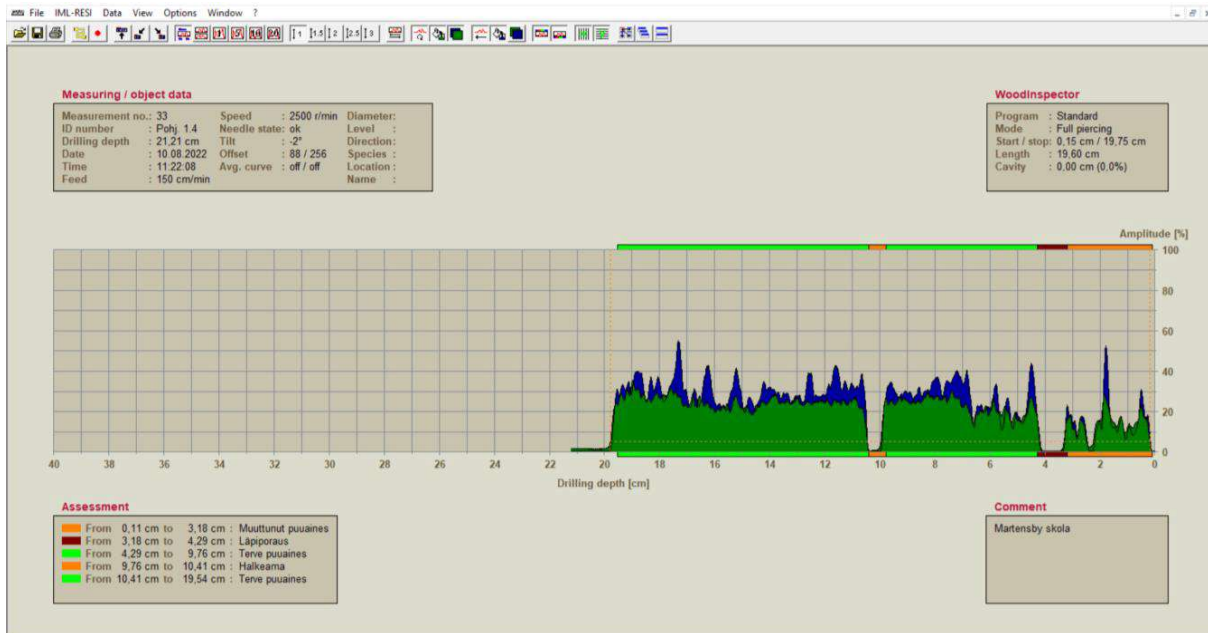 File IML-RESI Data View Options Window ?
1 1.5 2 2.5 3
Measuring / object data
Measurement no.: 33 Speed : 2500 r/min Diameter:
ID number : Pohj. 1.4 Needle state: ok Level :
Drilling depth : 21,21 cm Tilt : -2° Direction:
Date : 10.08.2022 Offset : 88 / 256 Species :
Time : 11:22:08 Avg. curve : off / off Location :
Feed : 150 cm/min Name :
WoodInspector
Program : Standard
Mode : Full piercing
Start / stop: 0,15 cm / 19,75 cm
Length : 19,60 cm
Cavity : 0,00 cm (0,0%)
Amplitude [%]
100
80
60
40
20
0
40 38 36 34 32 30 28 26 24 22 20 18 16 14 12 10 8 6 4 2 0
Drilling depth [cm]
Assessment
From 0,11 cm to 3,18 cm : Muuttunut puuaines
From 3,18 cm to 4,29 cm : Läpiporaus
From 4,29 cm to 9,76 cm : Terve puuaines
From 9,76 cm to 10,41 cm : Halkeama
From 10,41 cm to 19,54 cm : Terve puuaines
Comment
Martensby skola